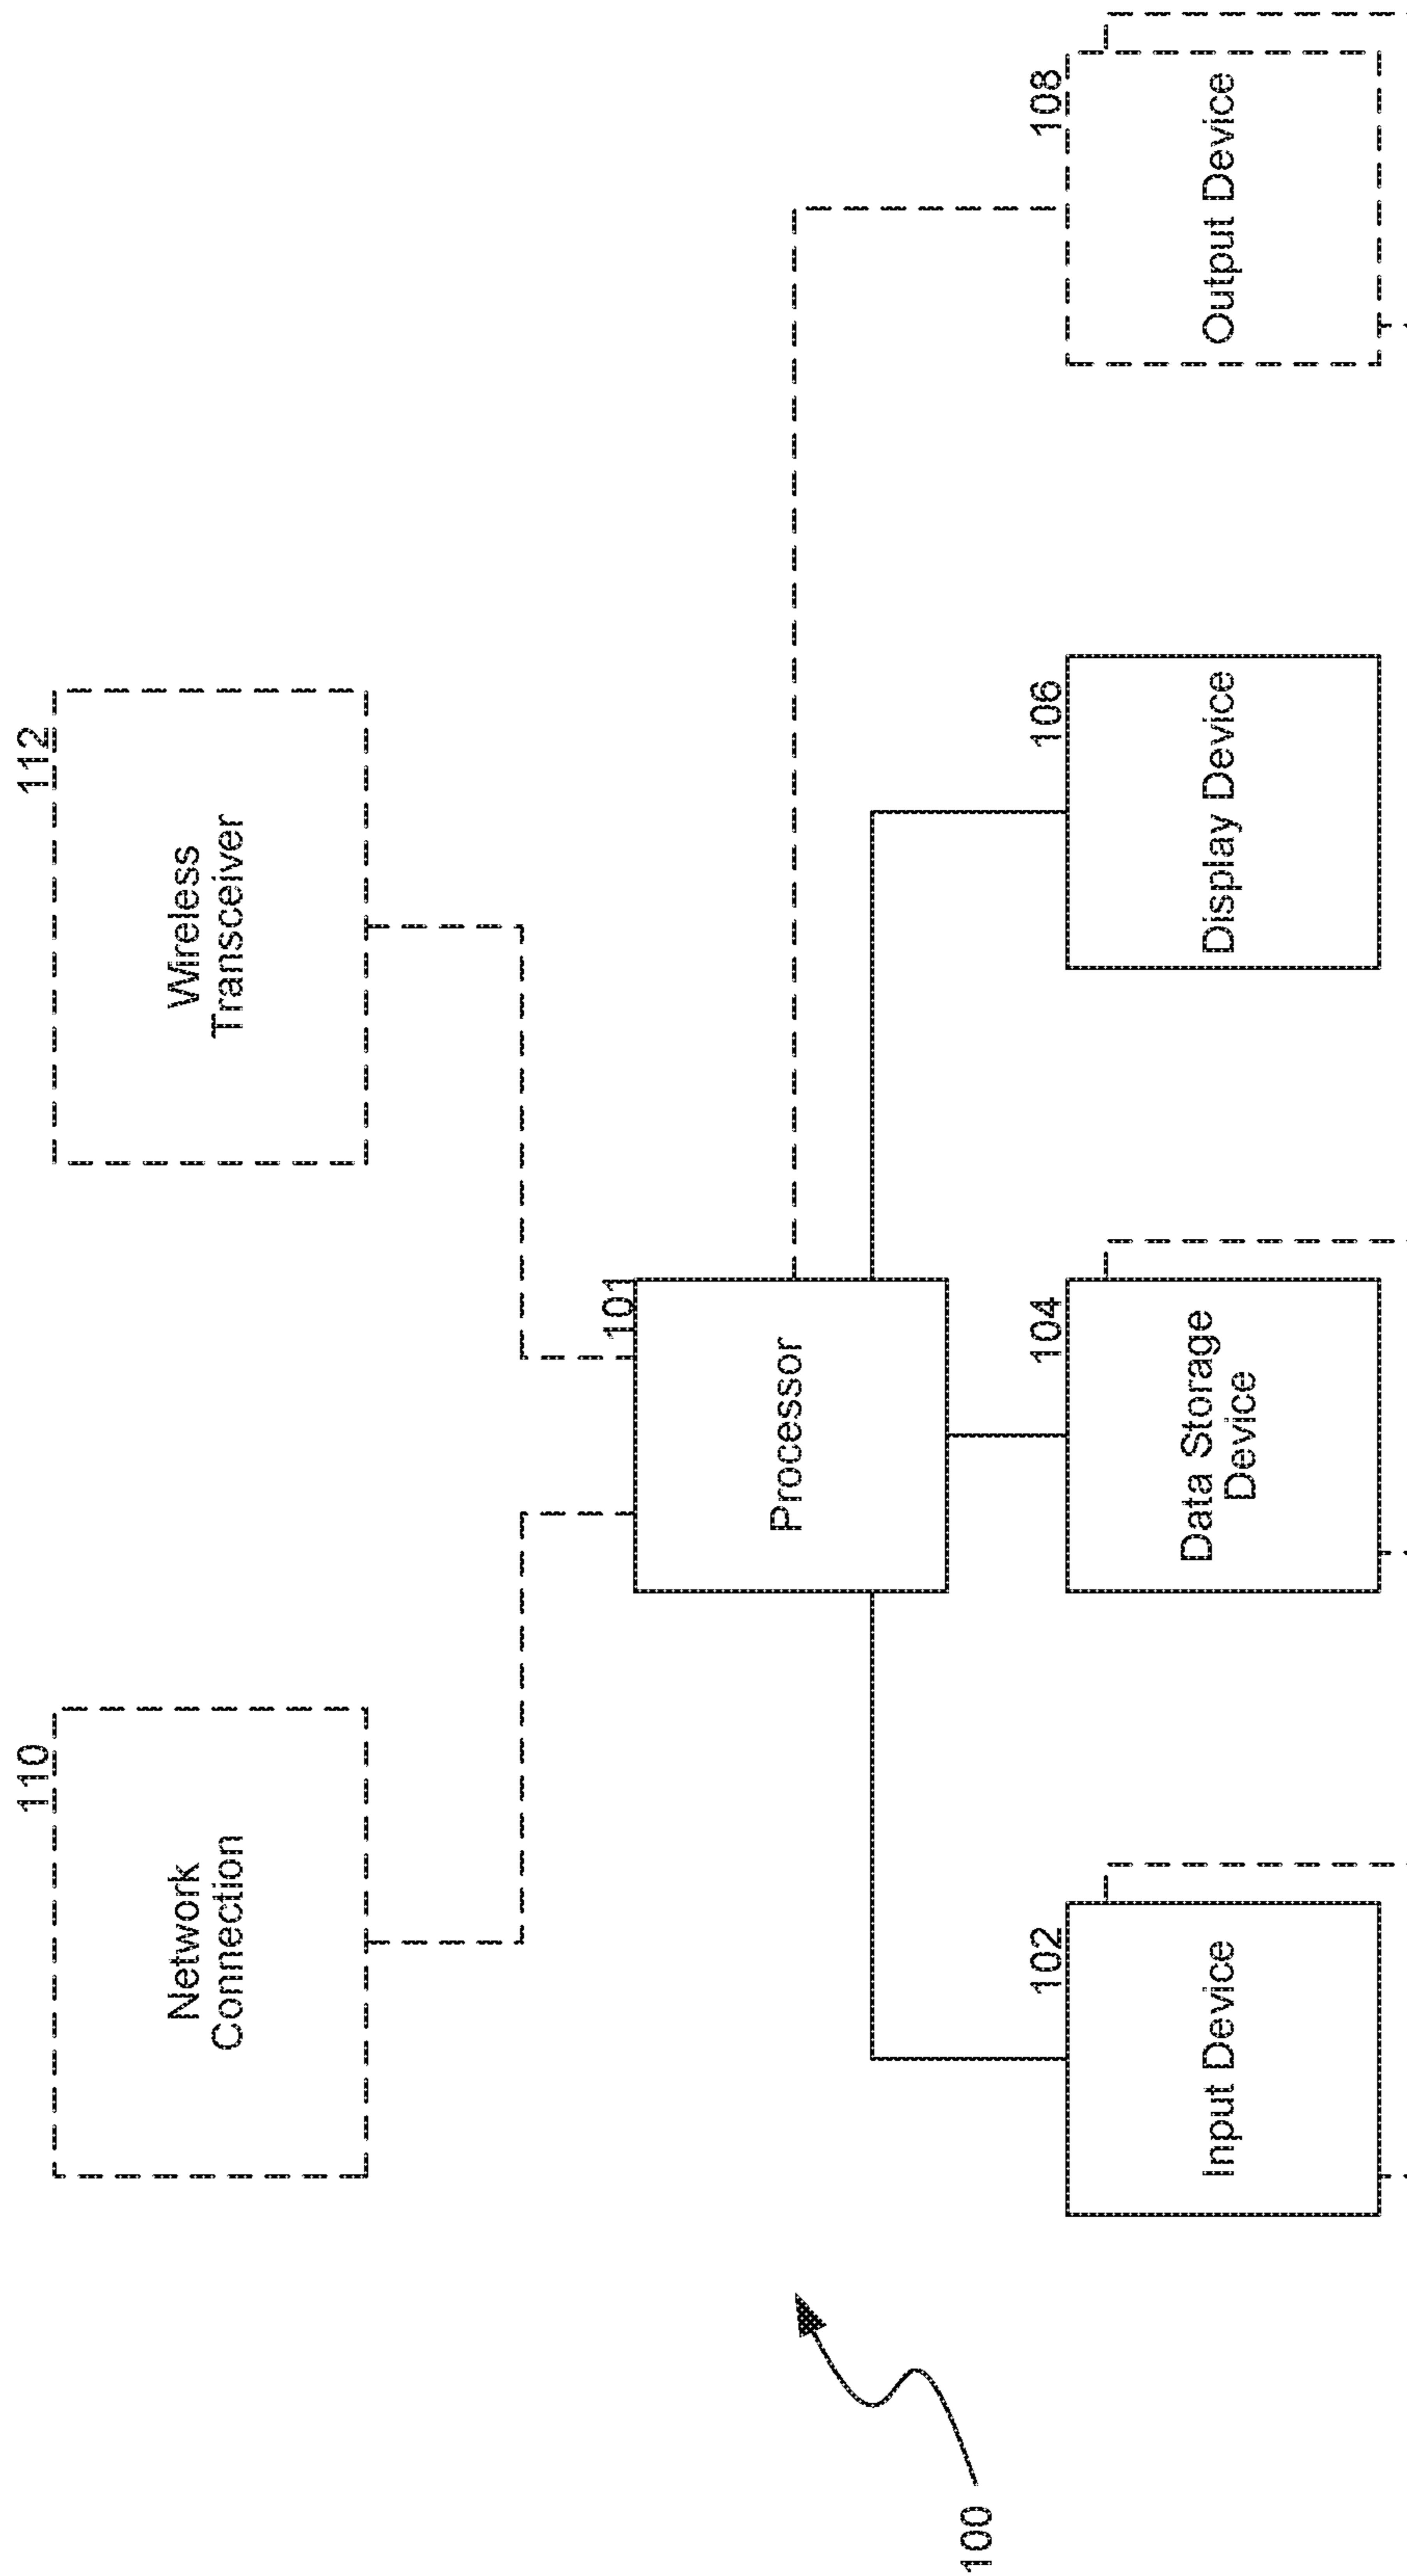 110
Network
Connection
112
Wireless
Transceiver
101
Processor
100
102
Input Device
104
Data Storage
Device
106
Display Device
108
Output Device